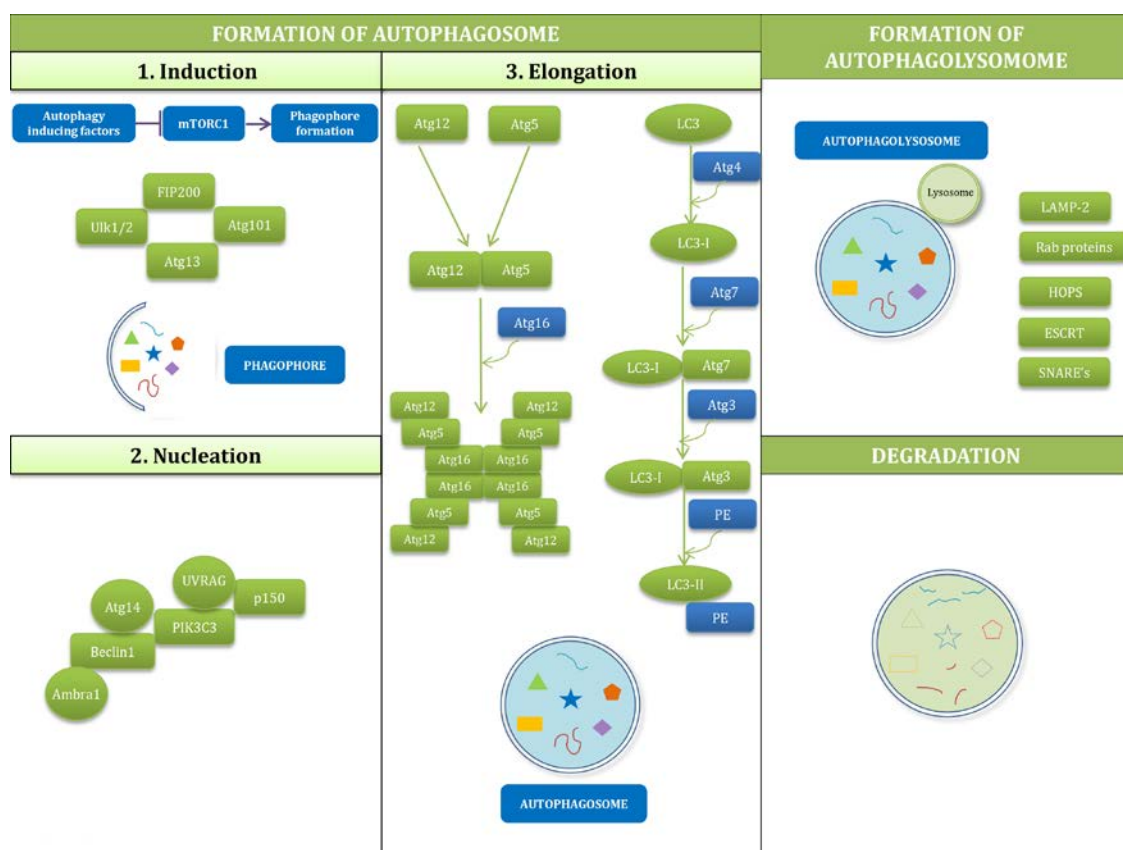 FORMATION OF AUTOPHAGOSOME
1. Induction
Autophagy
inducing factors
mTORC1
Phagophore
formation
FIP200
Ulk1/2
Atg101
Atg13
PHAGOPHORE
2. Nucleation
UVRAG
p150
Atg14
PIK3C3
Beclin1
Ambra1
3. Elongation
Atg12
Atg5
Atg12
Atg5
Atg16
Atg12
Atg12
Atg5
Atg5
Atg16
Atg16
Atg16
Atg16
Atg5
Atg5
Atg12
Atg12
LC3
Atg4
LC3-I
Atg7
LC3-I
Atg7
Atg3
LC3-I
Atg3
PE
LC3-II
PE
AUTOPHAGOSOME
FORMATION OF
AUTOPHAGOLYSOMOME
AUTOPHAGOLYSOSOME
Lysosome
LAMP-2
Rab proteins
HOPS
ESCRT
SNARE's
DEGRADATION